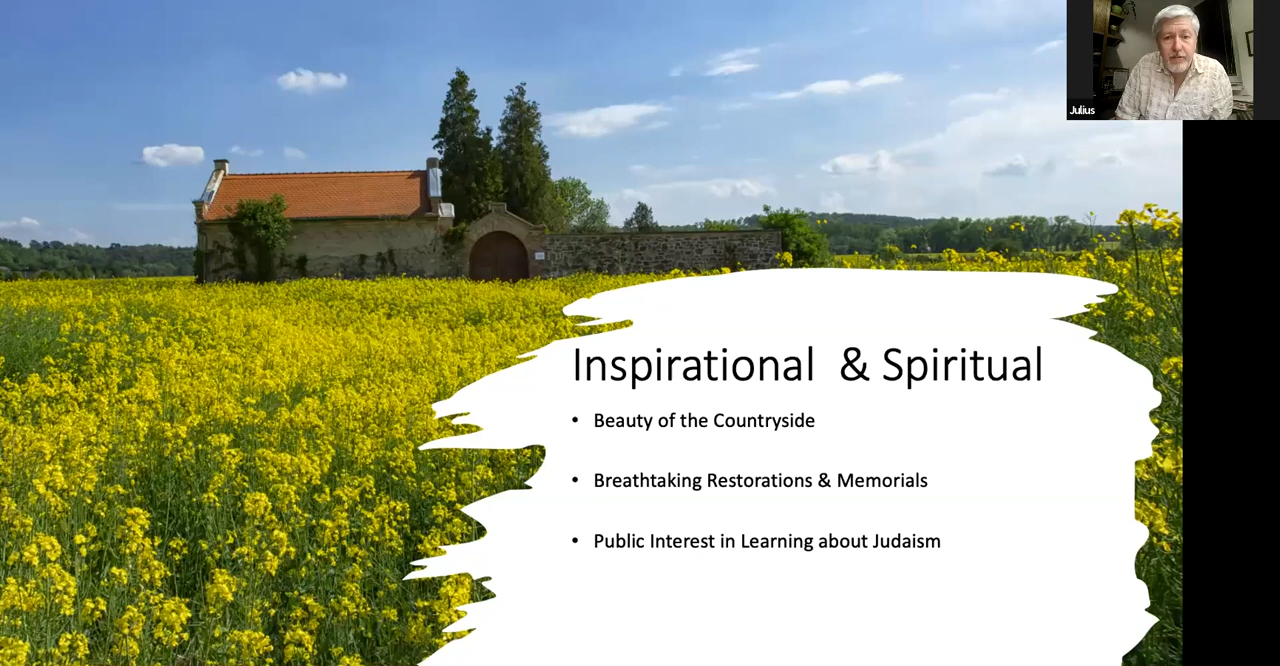 Julius
Inspirational  & Spiritual
• Beauty of the Countryside
• Breathtaking Restorations & Memorials
• Public Interest in Learning about Judaism